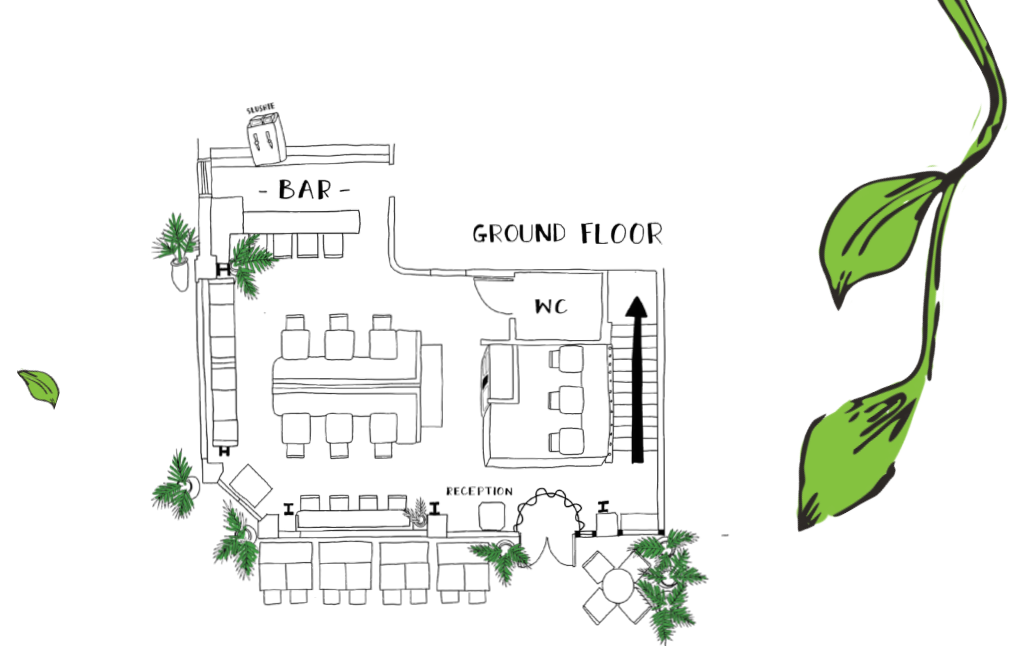 SLUSHIE
- BAR -
GROUND FLOOR
WC
RECEPTION